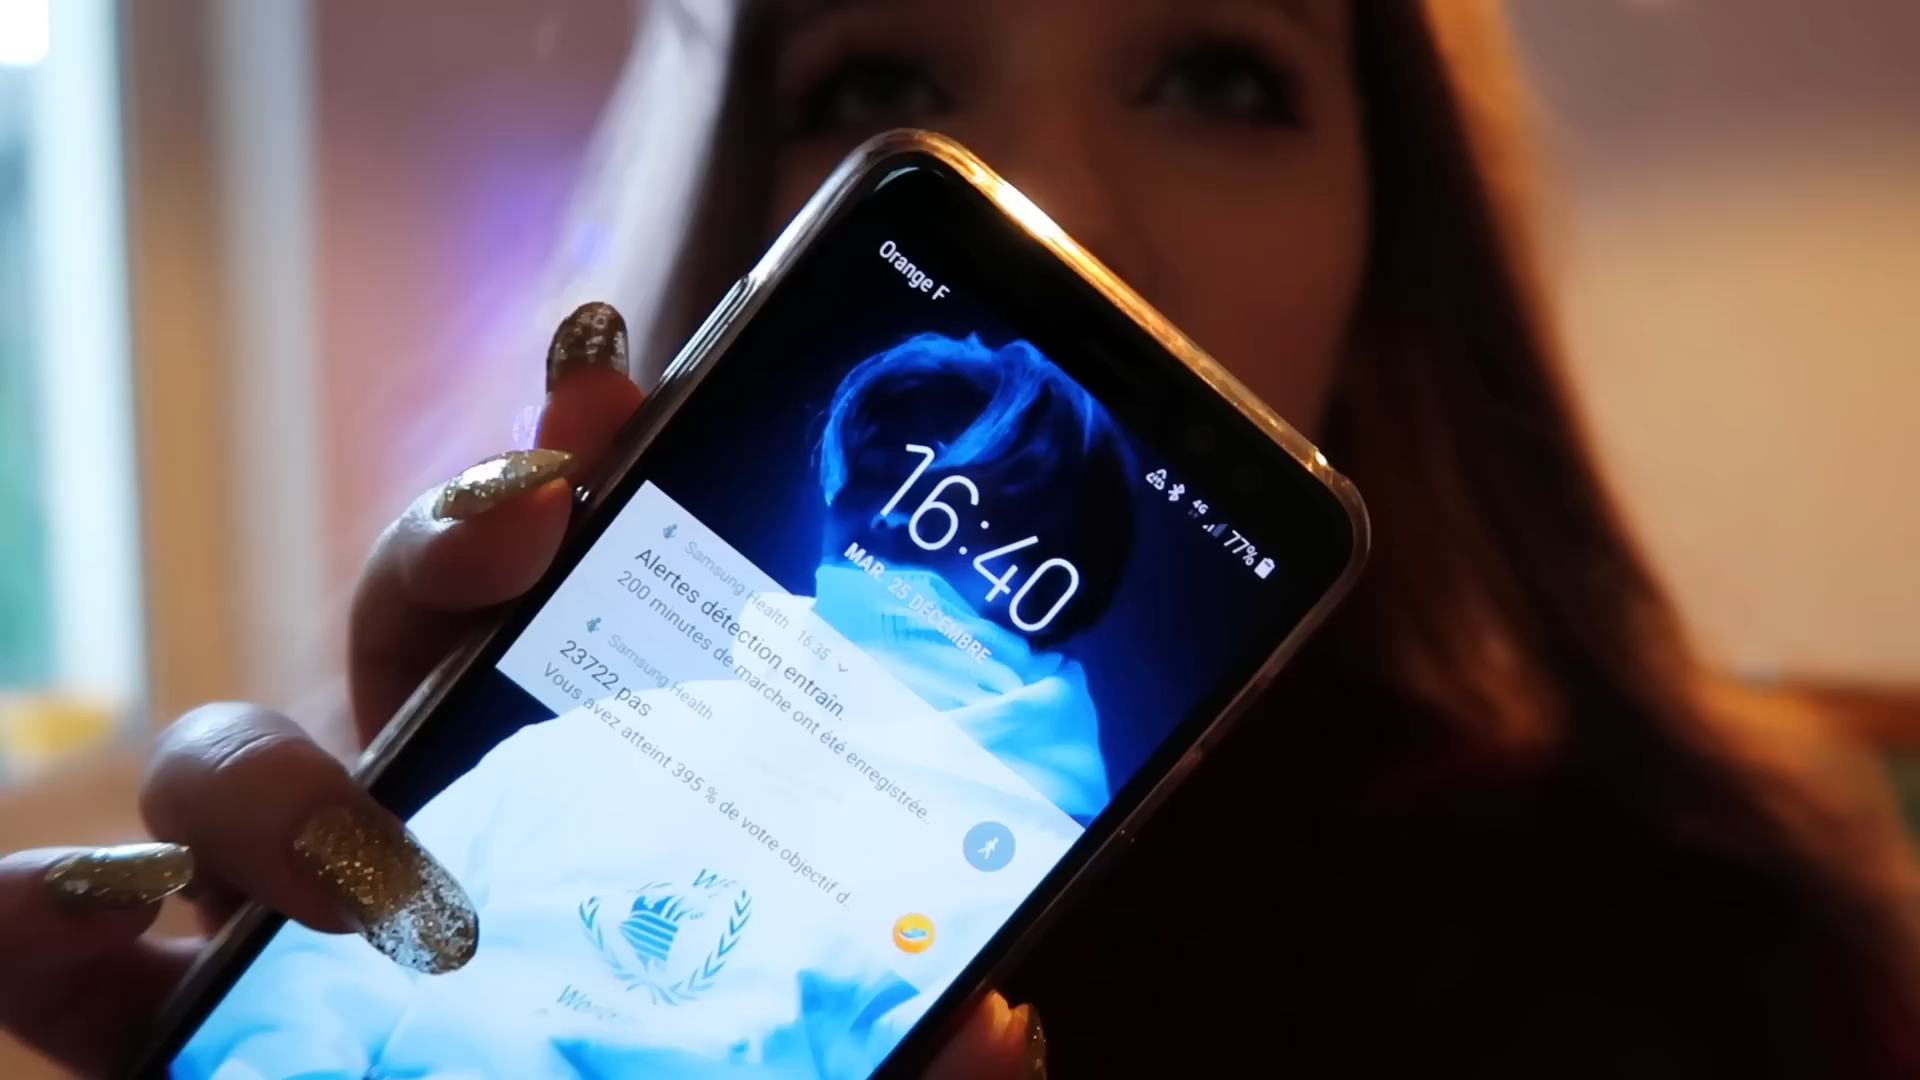 Orange F
4G
77%
16:40
MAR. 25 DÉCEMBRE
Samsung Health 16:35
Alertes détection entraîn.
200 minutes de marche ont été enregistrée..
Samsung Health
23722 pas
Vous avez atteint 395 % de votre objectif d..